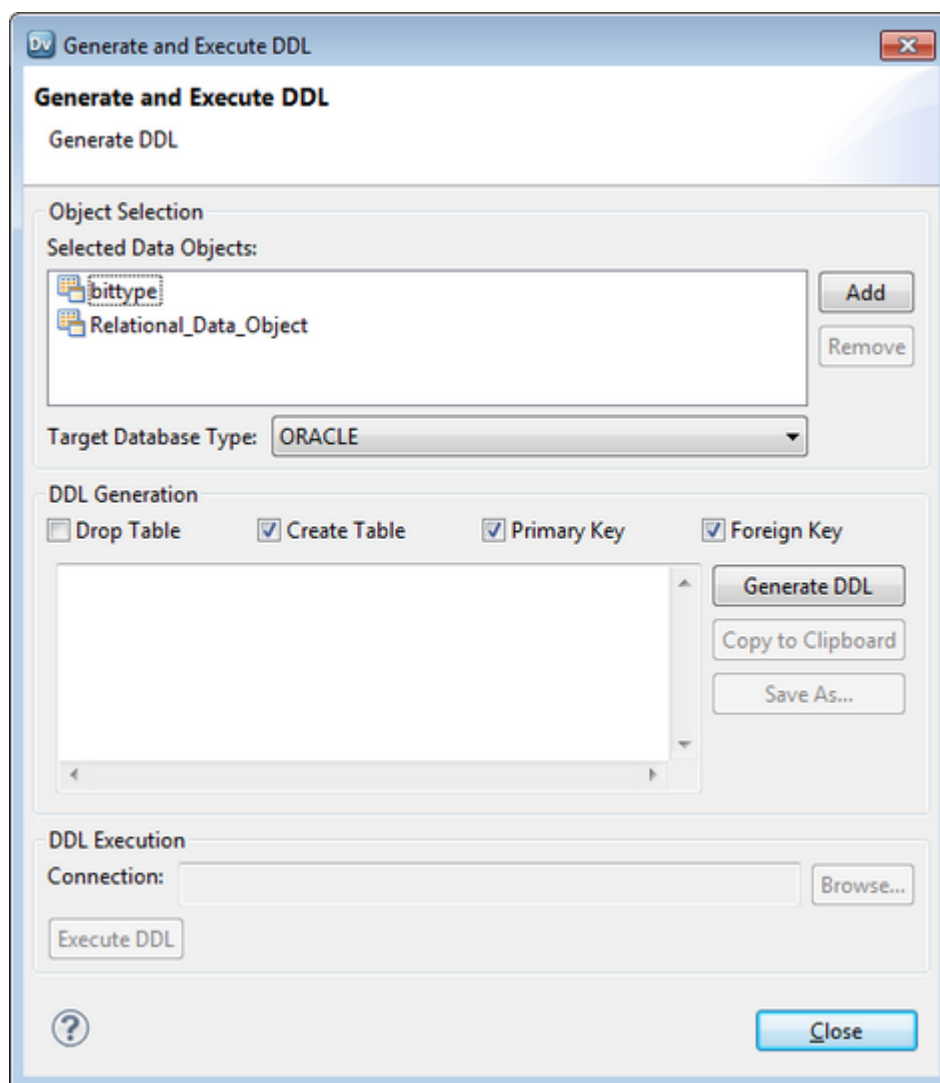 Dv Generate and Execute DDL
Generate and Execute DDL
Generate DDL
Object Selection
Selected Data Objects:
bittype
Add
Relational_Data_Object
Remove
Target Database Type: ORACLE
DDL Generation
Drop Table Create Table Primary Key Foreign Key
Generate DDL
Copy to Clipboard
Save As...
DDL Execution
Connection:
Browse...
Execute DDL
? Close